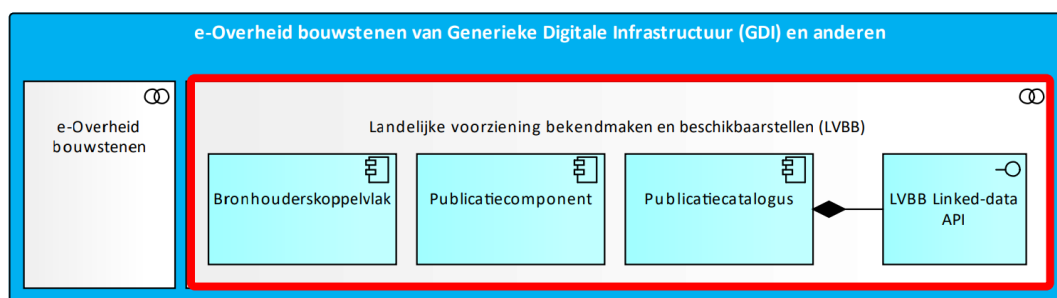 e-Overheid bouwstenen van Generieke Digitale Infrastructuur (GDI) en anderen
e-Overheid
bouwstenen
Landelijke voorziening bekendmaken en beschikbaarstellen (LVBB)
Bronhouderskoppelvlak
Publicatiecomponent
Publicatiecatalogus
LVBB Linked-data
API